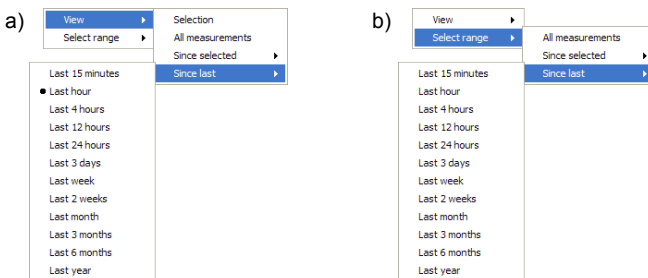 a)
View
Select range
Selection
All measurements
Since selected
Since last
Last 15 minutes
Last hour
Last 4 hours
Last 12 hours
Last 24 hours
Last 3 days
Last week
Last 2 weeks
Last month
Last 3 months
Last 6 months
Last year
b)
View
Select range
All measurements
Since selected
Since last
Last 15 minutes
Last hour
Last 4 hours
Last 12 hours
Last 24 hours
Last 3 days
Last week
Last 2 weeks
Last month
Last 3 months
Last 6 months
Last year